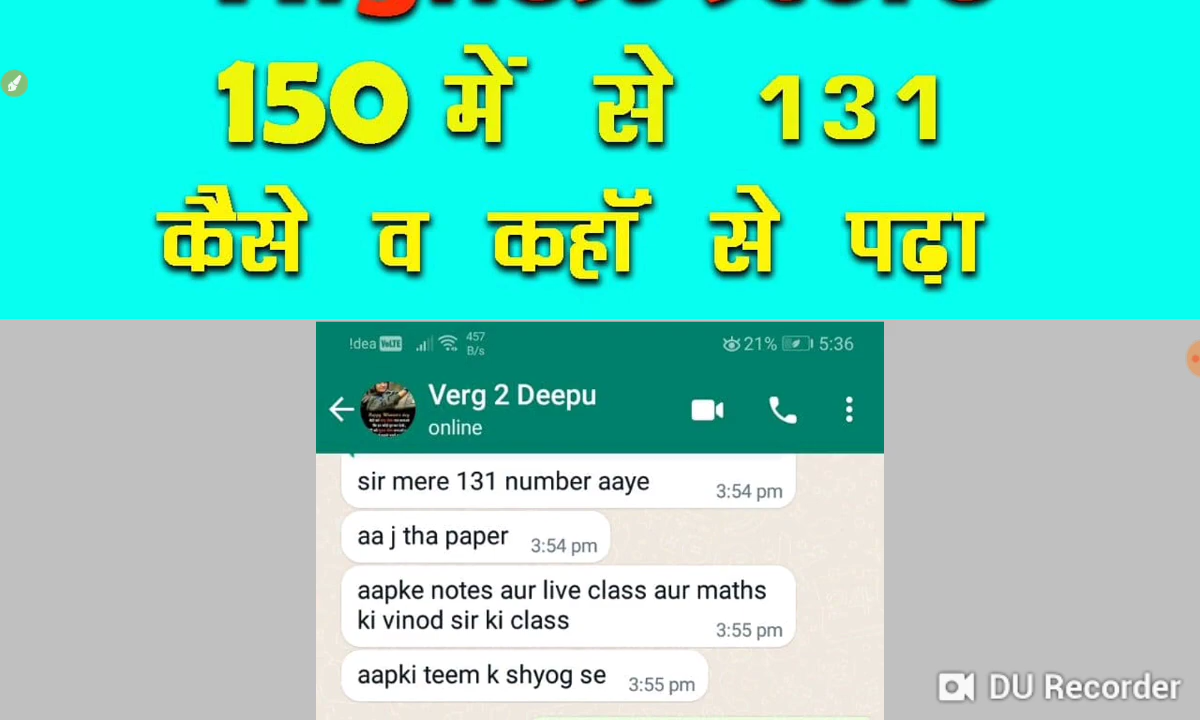 150 में से 131
कैसे व कहाॅ से पढ़ा
!dea VoLTE 457 B/s 21% 5:36
Verg 2 Deepu
online
sir mere 131 number aaye 3:54 pm
aa j tha paper 3:54 pm
aapke notes aur live class aur maths
ki vinod sir ki class 3:55 pm
aapki teem k shyog se 3:55 pm
DU Recorder